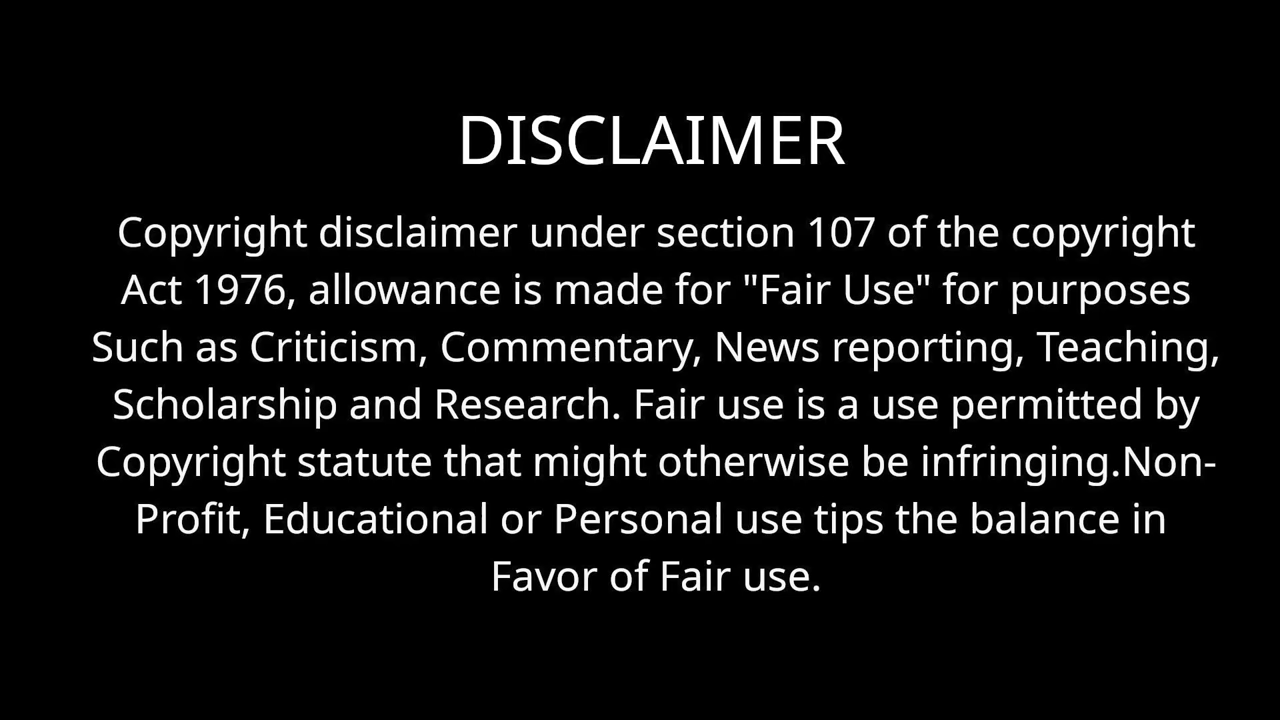 DISCLAIMER
Copyright disclaimer under section 107 of the copyright
Act 1976, allowance is made for "Fair Use" for purposes
Such as Criticism, Commentary, News reporting, Teaching,
Scholarship and Research. Fair use is a use permitted by
Copyright statute that might otherwise be infringing.Non-
Profit, Educational or Personal use tips the balance in
Favor of Fair use.